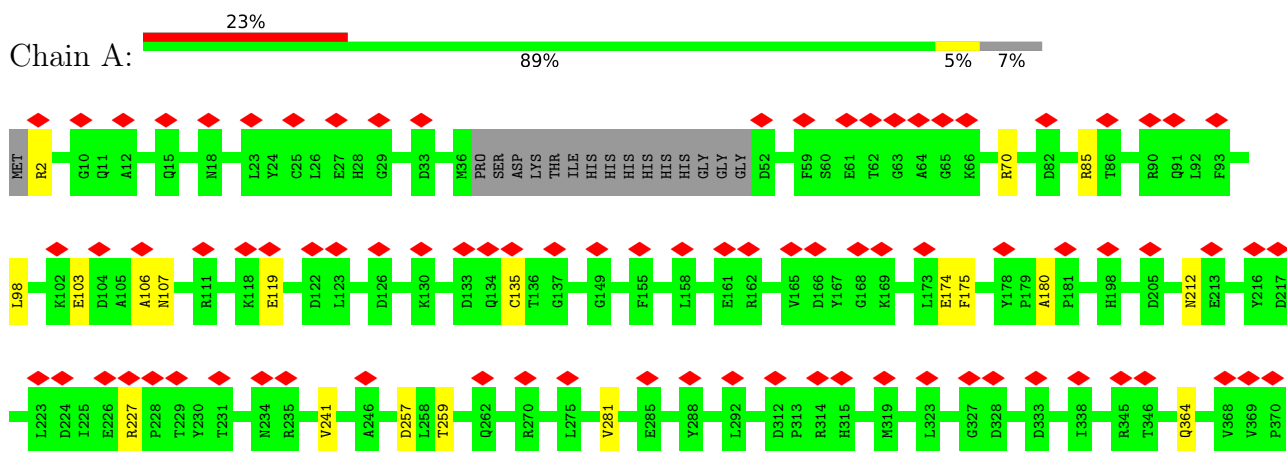 23%
Chain A:
89% 5% 7%
MET R2 G10 Q11 A12 Q15 N18 L23 Y24 C25 L26 E27 H28 G29 D33 M36 PRO SER ASP LYS THR ILE HIS HIS HIS HIS HIS HIS GLY GLY GLY D52 F59 S60 E61 T62 G63 A64 G65 K66 R70 D82 R85 T86 R90 Q91 L92 F93
L98 K102 E103 D104 A105 A106 N107 R111 K118 E119 D122 L123 D126 K130 D133 Q134 C135 T136 G137 G149 F155 L158 E161 R162 V165 D166 Y167 G168 K169 L173 E174 F175 Y178 P179 A180 P181 H198 D205 N212 E213 Y216 D217
L223 D224 I225 E226 R227 P228 T229 Y230 T231 N234 R235 V241 A246 D257 L258 T259 Q262 R270 L275 V281 E285 Y288 L292 D312 P313 R314 H315 M319 L323 G327 D328 D333 I338 R345 T346 Q364 V368 V369 P370